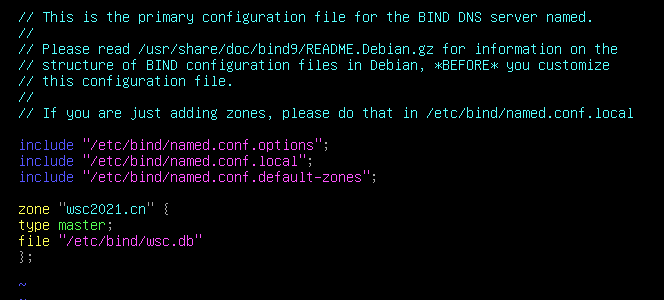 // This is the primary configuration file for the BIND DNS server named.
//
// Please read /usr/share/doc/bind9/README.Debian.gz for information on the
// structure of BIND configuration files in Debian, *BEFORE* you customize
// this configuration file.
//
// If you are just adding zones, please do that in /etc/bind/named.conf.local
include "/etc/bind/named.conf.options";
include "/etc/bind/named.conf.local";
include "/etc/bind/named.conf.default-zones";
zone "wsc2021.cn" {
type master;
file "/etc/bind/wsc.db"
};
~